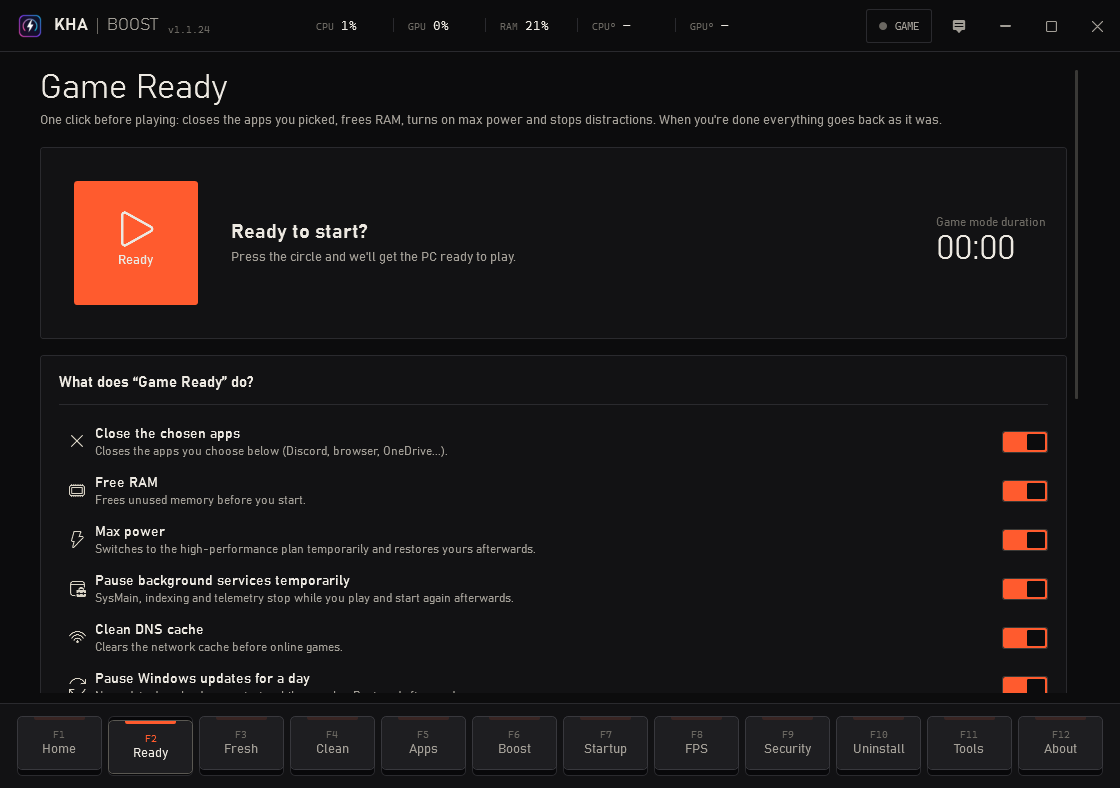 KHA | BOOST v1.1.24
CPU 1%
GPU 0%
RAM 21%
CPU° —
GPU° —
GAME
Game Ready
One click before playing: closes the apps you picked, frees RAM, turns on max power and stops distractions. When you're done everything goes back as it was.
Ready
Ready to start?
Press the circle and we'll get the PC ready to play.
Game mode duration
00:00
What does “Game Ready” do?
Close the chosen apps
Closes the apps you choose below (Discord, browser, OneDrive...).
Free RAM
Frees unused memory before you start.
Max power
Switches to the high-performance plan temporarily and restores yours afterwards.
Pause background services temporarily
SysMain, indexing and telemetry stop while you play and start again afterwards.
Clean DNS cache
Clears the network cache before online games.
Pause Windows updates for a day
F1 Home
F2 Ready
F3 Fresh
F4 Clean
F5 Apps
F6 Boost
F7 Startup
F8 FPS
F9 Security
F10 Uninstall
F11 Tools
F12 About